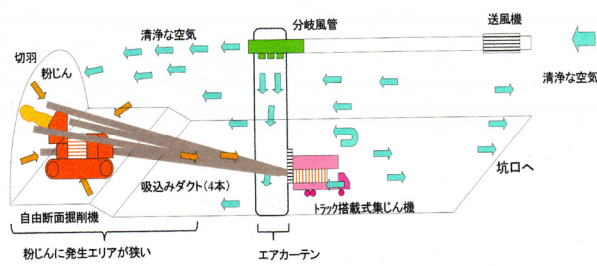 清浄な空気
分岐風管
送風機
切羽
粉じん
清浄な空気
坑口へ
吸込みダクト(4本)
自由断面掘削機
トラック搭載式集じん機
粉じんに発生エリアが狭い
エアカーテン